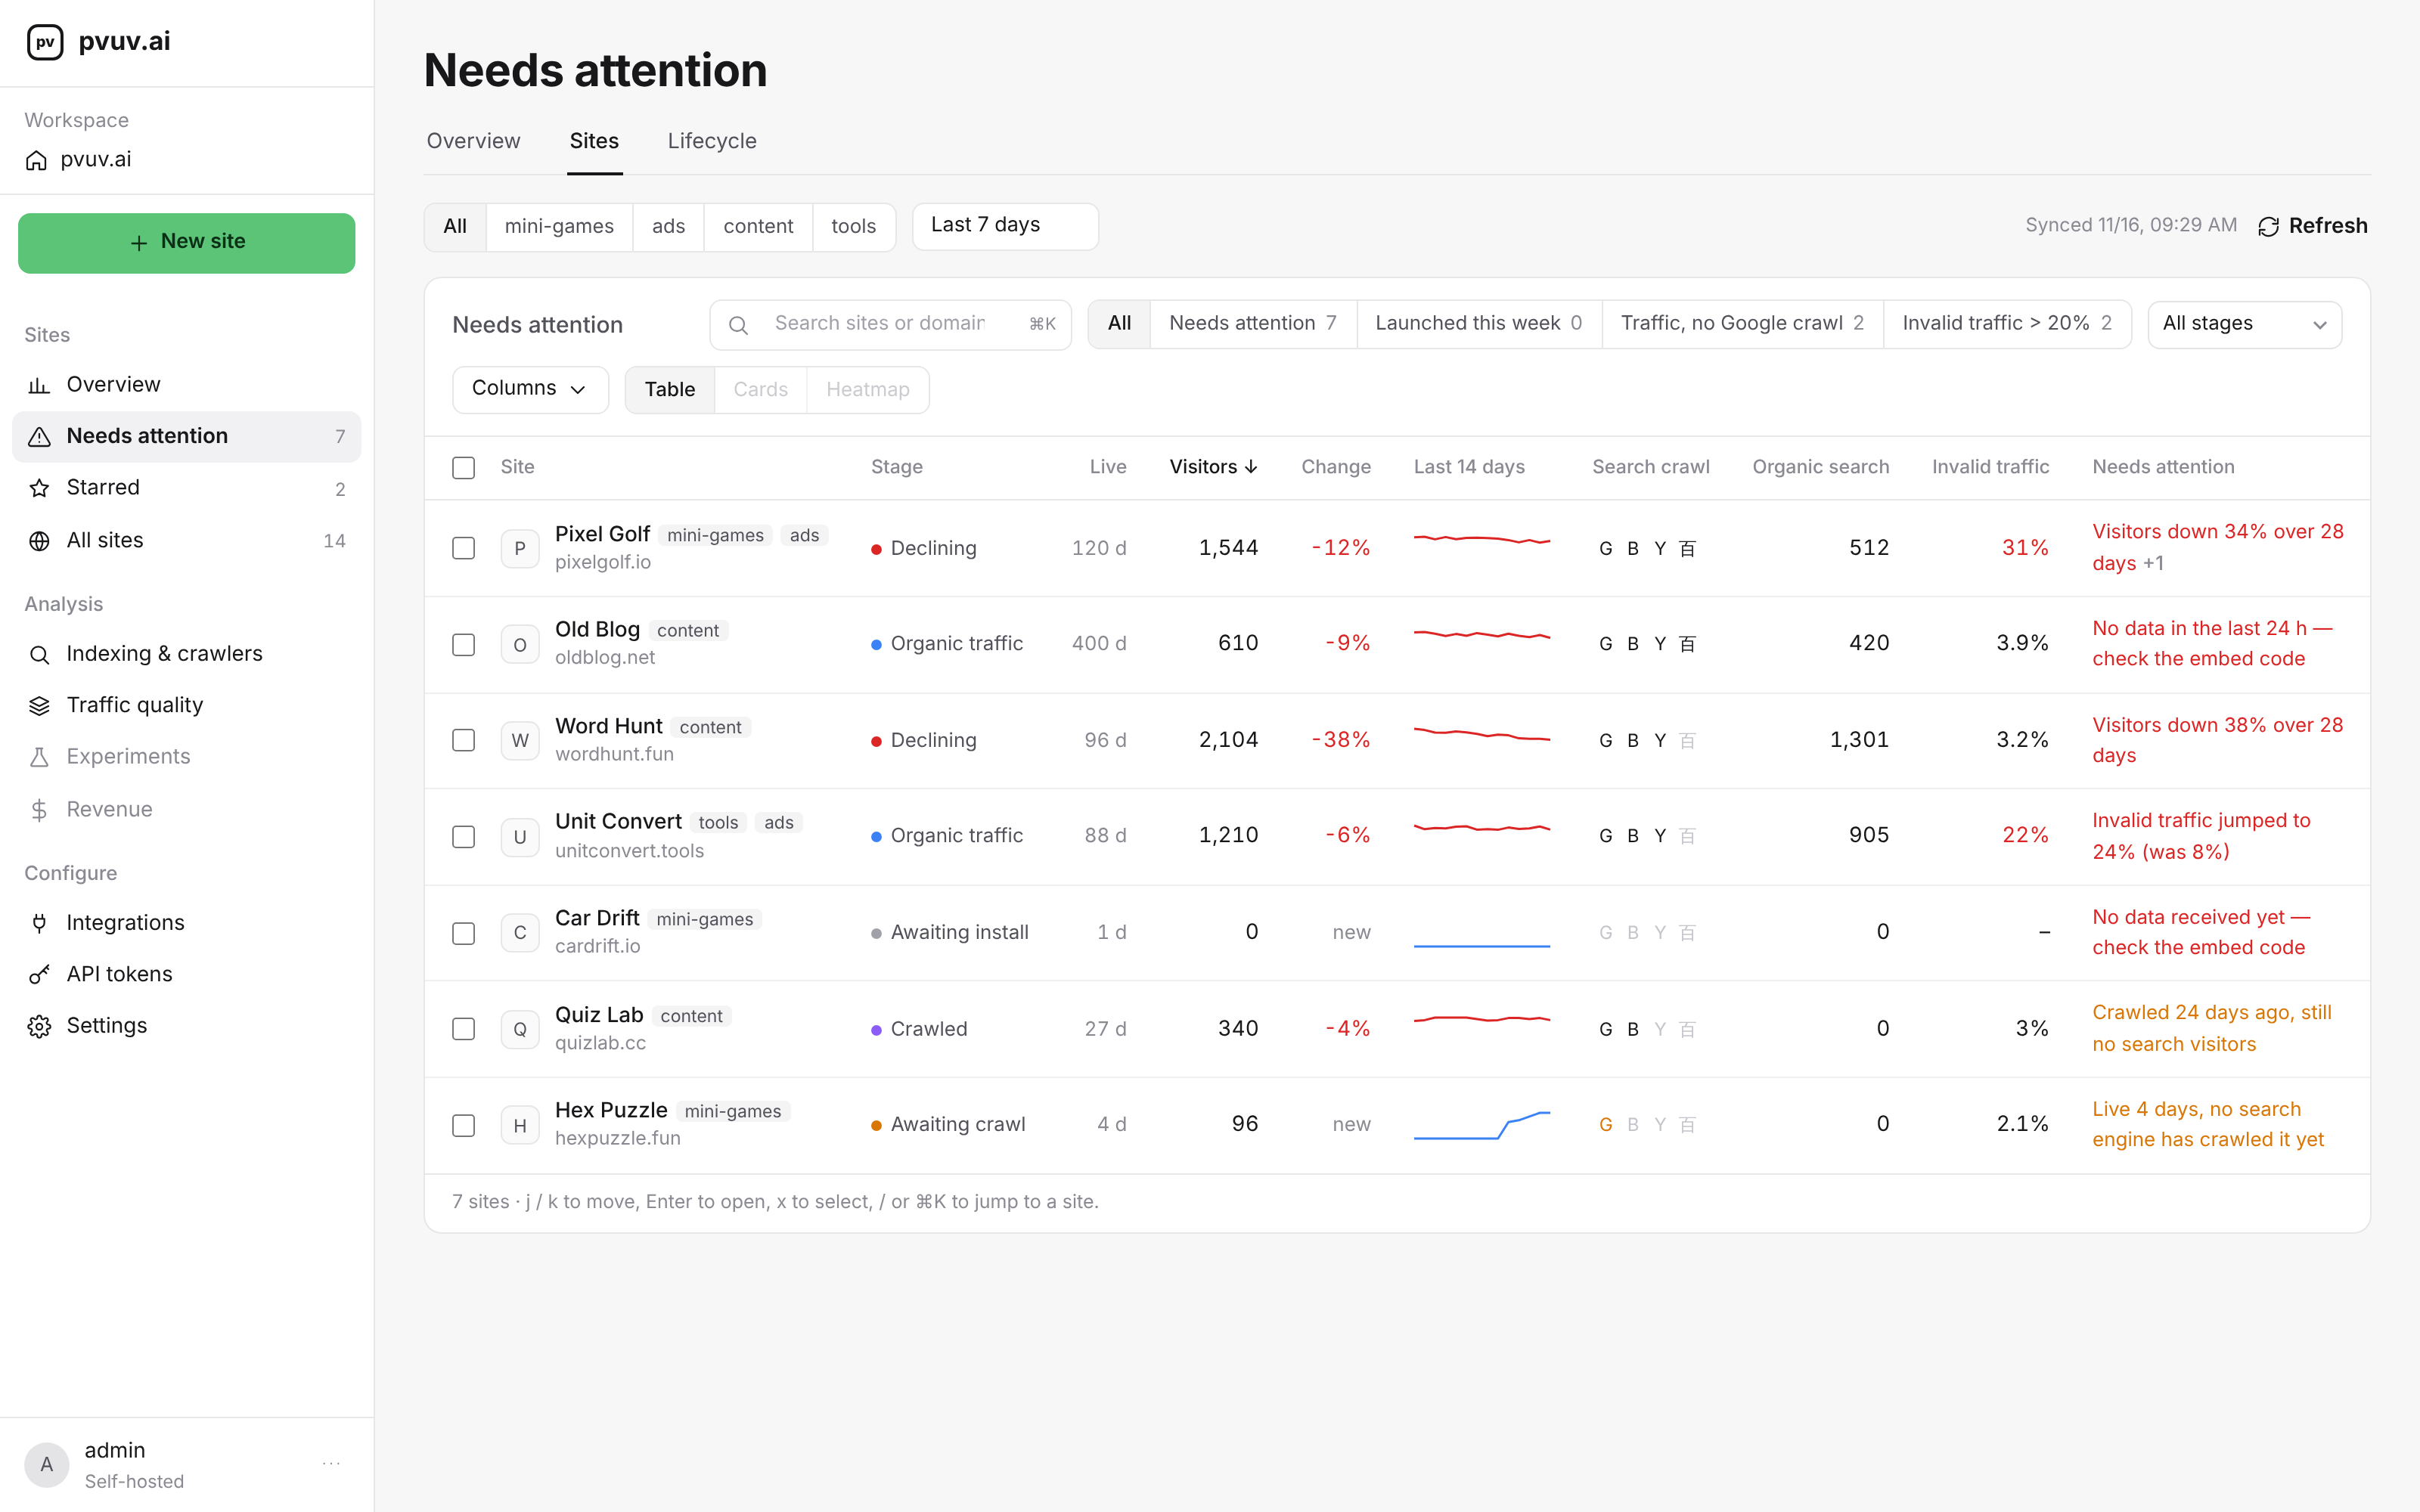 pv pvuv.ai
Workspace
pvuv.ai
+ New site
Sites
Overview
Needs attention 7
Starred 2
All sites 14
Analysis
Indexing & crawlers
Traffic quality
Experiments
Revenue
Configure
Integrations
API tokens
Settings
A admin
Self-hosted
...
Needs attention
Overview Sites Lifecycle
All mini-games ads content tools Last 7 days Synced 11/16, 09:29 AM Refresh
Needs attention Search sites or domain ⌘K All Needs attention 7 Launched this week 0 Traffic, no Google crawl 2 Invalid traffic > 20% 2 All stages
Columns Table Cards Heatmap
Site Stage Live Visitors ↓ Change Last 14 days Search crawl Organic search Invalid traffic Needs attention
P Pixel Golf mini-games ads Declining 120 d 1,544 -12% G B Y 百 512 31% Visitors down 34% over 28
pixelgolf.io days +1
O Old Blog content Organic traffic 400 d 610 -9% G B Y 百 420 3.9% No data in the last 24 h —
oldblog.net check the embed code
W Word Hunt content Declining 96 d 2,104 -38% G B Y 百 1,301 3.2% Visitors down 38% over 28
wordhunt.fun days
U Unit Convert tools ads Organic traffic 88 d 1,210 -6% G B Y 百 905 22% Invalid traffic jumped to
unitconvert.tools 24% (was 8%)
C Car Drift mini-games Awaiting install 1 d 0 new G B Y 百 0 – No data received yet —
cardrift.io check the embed code
Q Quiz Lab content Crawled 27 d 340 -4% G B Y 百 0 3% Crawled 24 days ago, still
quizlab.cc no search visitors
H Hex Puzzle mini-games Awaiting crawl 4 d 96 new G B Y 百 0 2.1% Live 4 days, no search
hexpuzzle.fun engine has crawled it yet
7 sites · j / k to move, Enter to open, x to select, / or ⌘K to jump to a site.